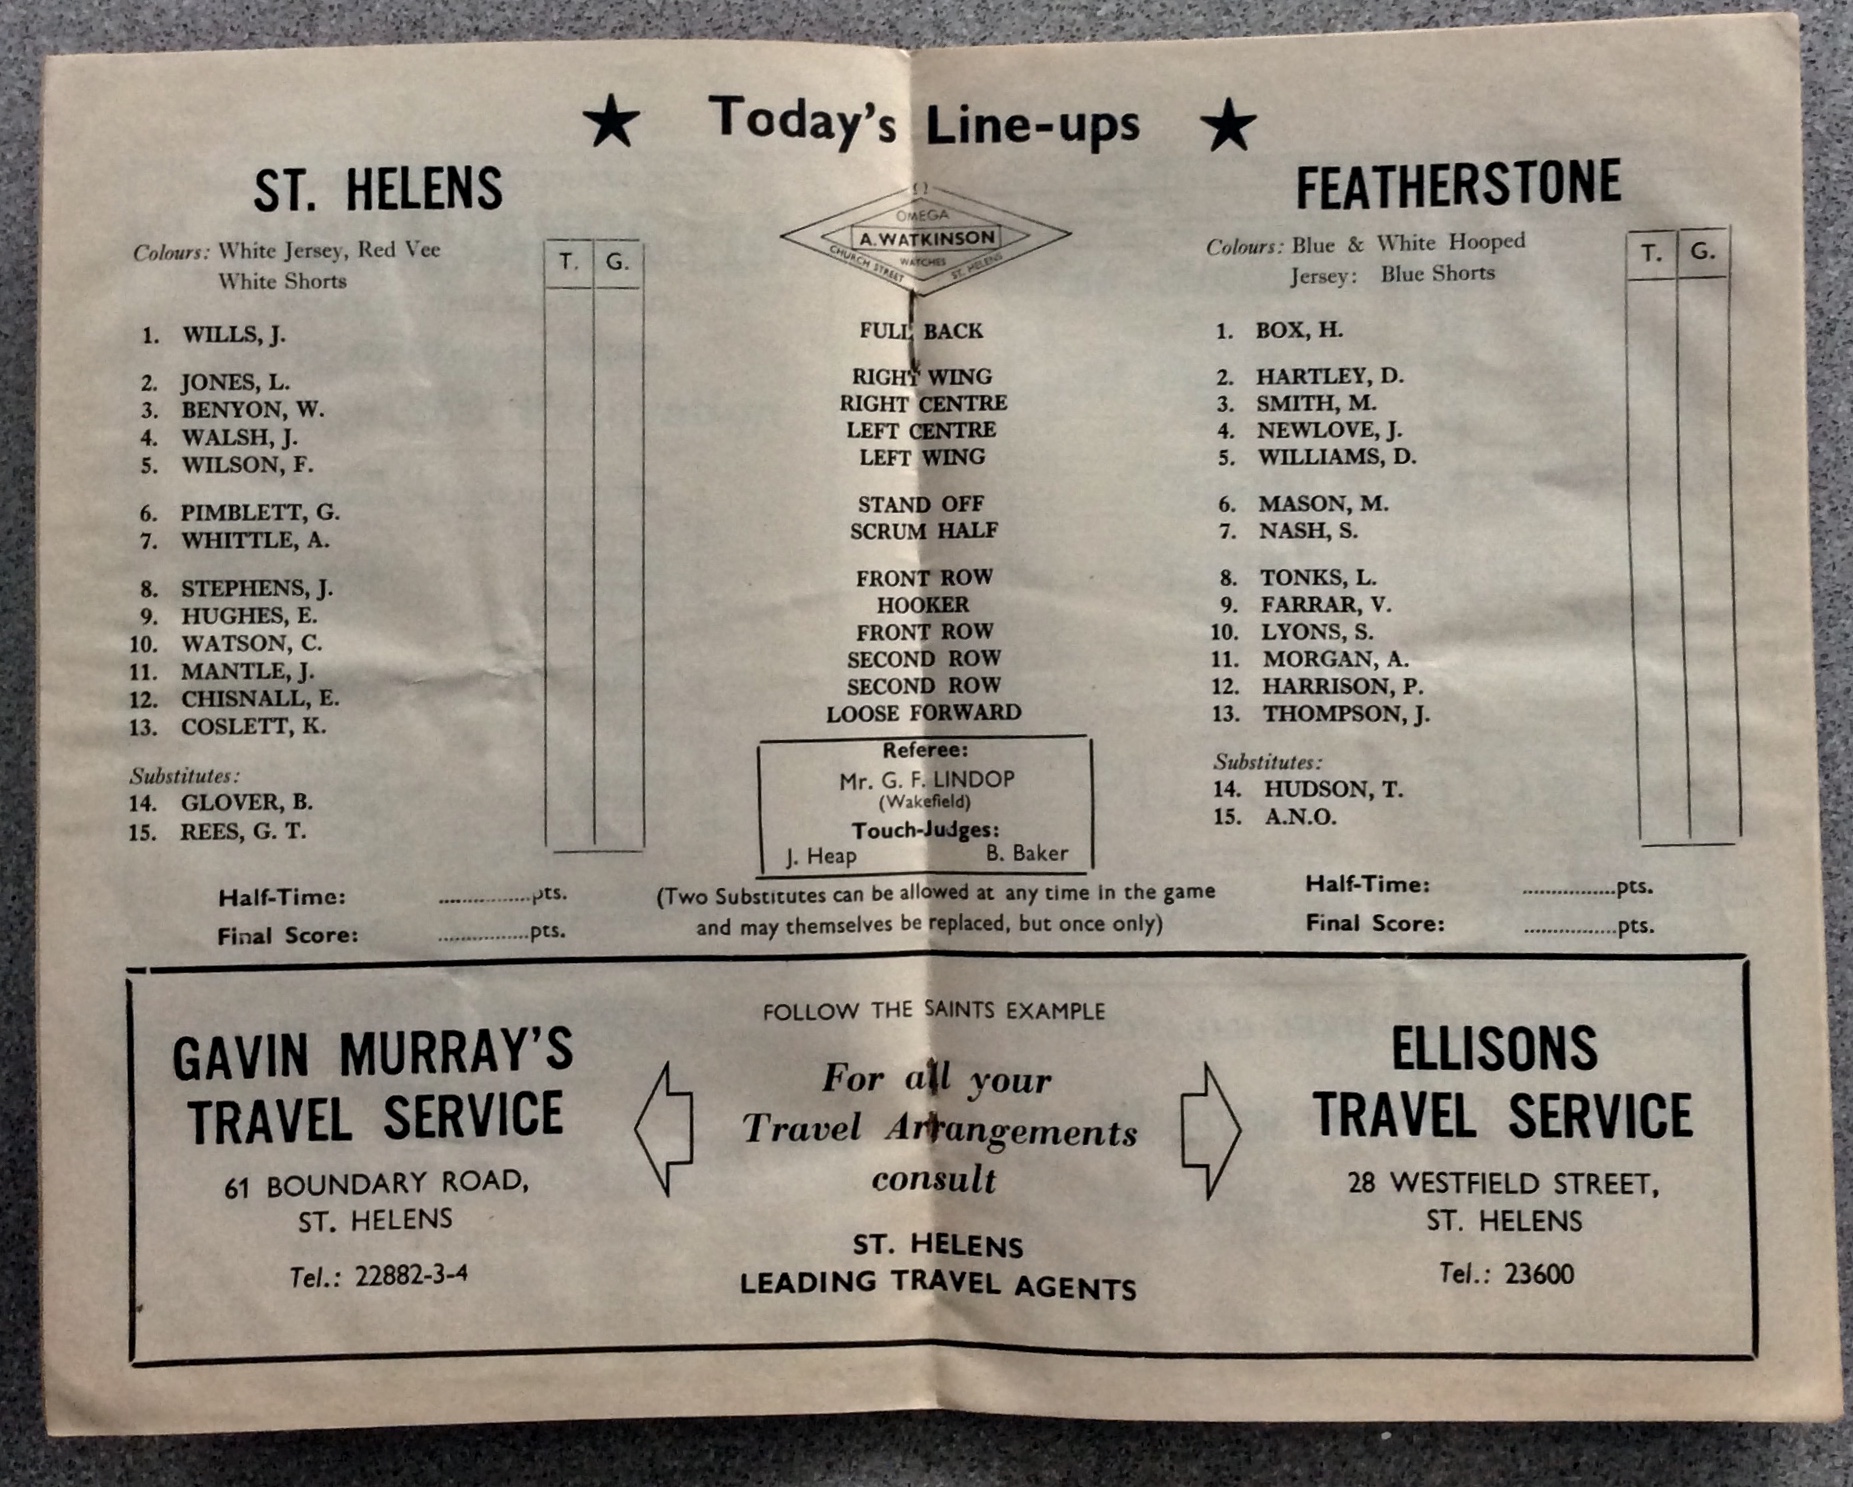 ★ Today's Line-ups ★
ST. HELENS
Colours: White Jersey, Red Vee
White Shorts
T. G.
1. WILLS, J.
2. JONES, L.
3. BENYON, W.
4. WALSH, J.
5. WILSON, F.
6. PIMBLETT, G.
7. WHITTLE, A.
8. STEPHENS, J.
9. HUGHES, E.
10. WATSON, C.
11. MANTLE, J.
12. CHISNALL, E.
13. COSLETT, K.
Substitutes:
14. GLOVER, B.
15. REES, G. T.
Half-Time: ................pts.
Final Score: ................pts.
OMEGA
A. WATKINSON
WATCHES
CHURCH STREET ST. HELENS
FULL BACK
RIGHT WING
RIGHT CENTRE
LEFT CENTRE
LEFT WING
STAND OFF
SCRUM HALF
FRONT ROW
HOOKER
FRONT ROW
SECOND ROW
SECOND ROW
LOOSE FORWARD
Referee:
Mr. G. F. LINDOP
(Wakefield)
Touch-Judges:
J. Heap B. Baker
(Two Substitutes can be allowed at any time in the game
and may themselves be replaced, but once only)
FEATHERSTONE
Colours: Blue & White Hooped
Jersey: Blue Shorts
T. G.
1. BOX, H.
2. HARTLEY, D.
3. SMITH, M.
4. NEWLOVE, J.
5. WILLIAMS, D.
6. MASON, M.
7. NASH, S.
8. TONKS, L.
9. FARRAR, V.
10. LYONS, S.
11. MORGAN, A.
12. HARRISON, P.
13. THOMPSON, J.
Substitutes:
14. HUDSON, T.
15. A.N.O.
Half-Time: ................pts.
Final Score: ................pts.
GAVIN MURRAY'S
TRAVEL SERVICE
61 BOUNDARY ROAD,
ST. HELENS
Tel.: 22882-3-4
FOLLOW THE SAINTS EXAMPLE
For all your
Travel Arrangements
consult
ST. HELENS
LEADING TRAVEL AGENTS
ELLISONS
TRAVEL SERVICE
28 WESTFIELD STREET,
ST. HELENS
Tel.: 23600